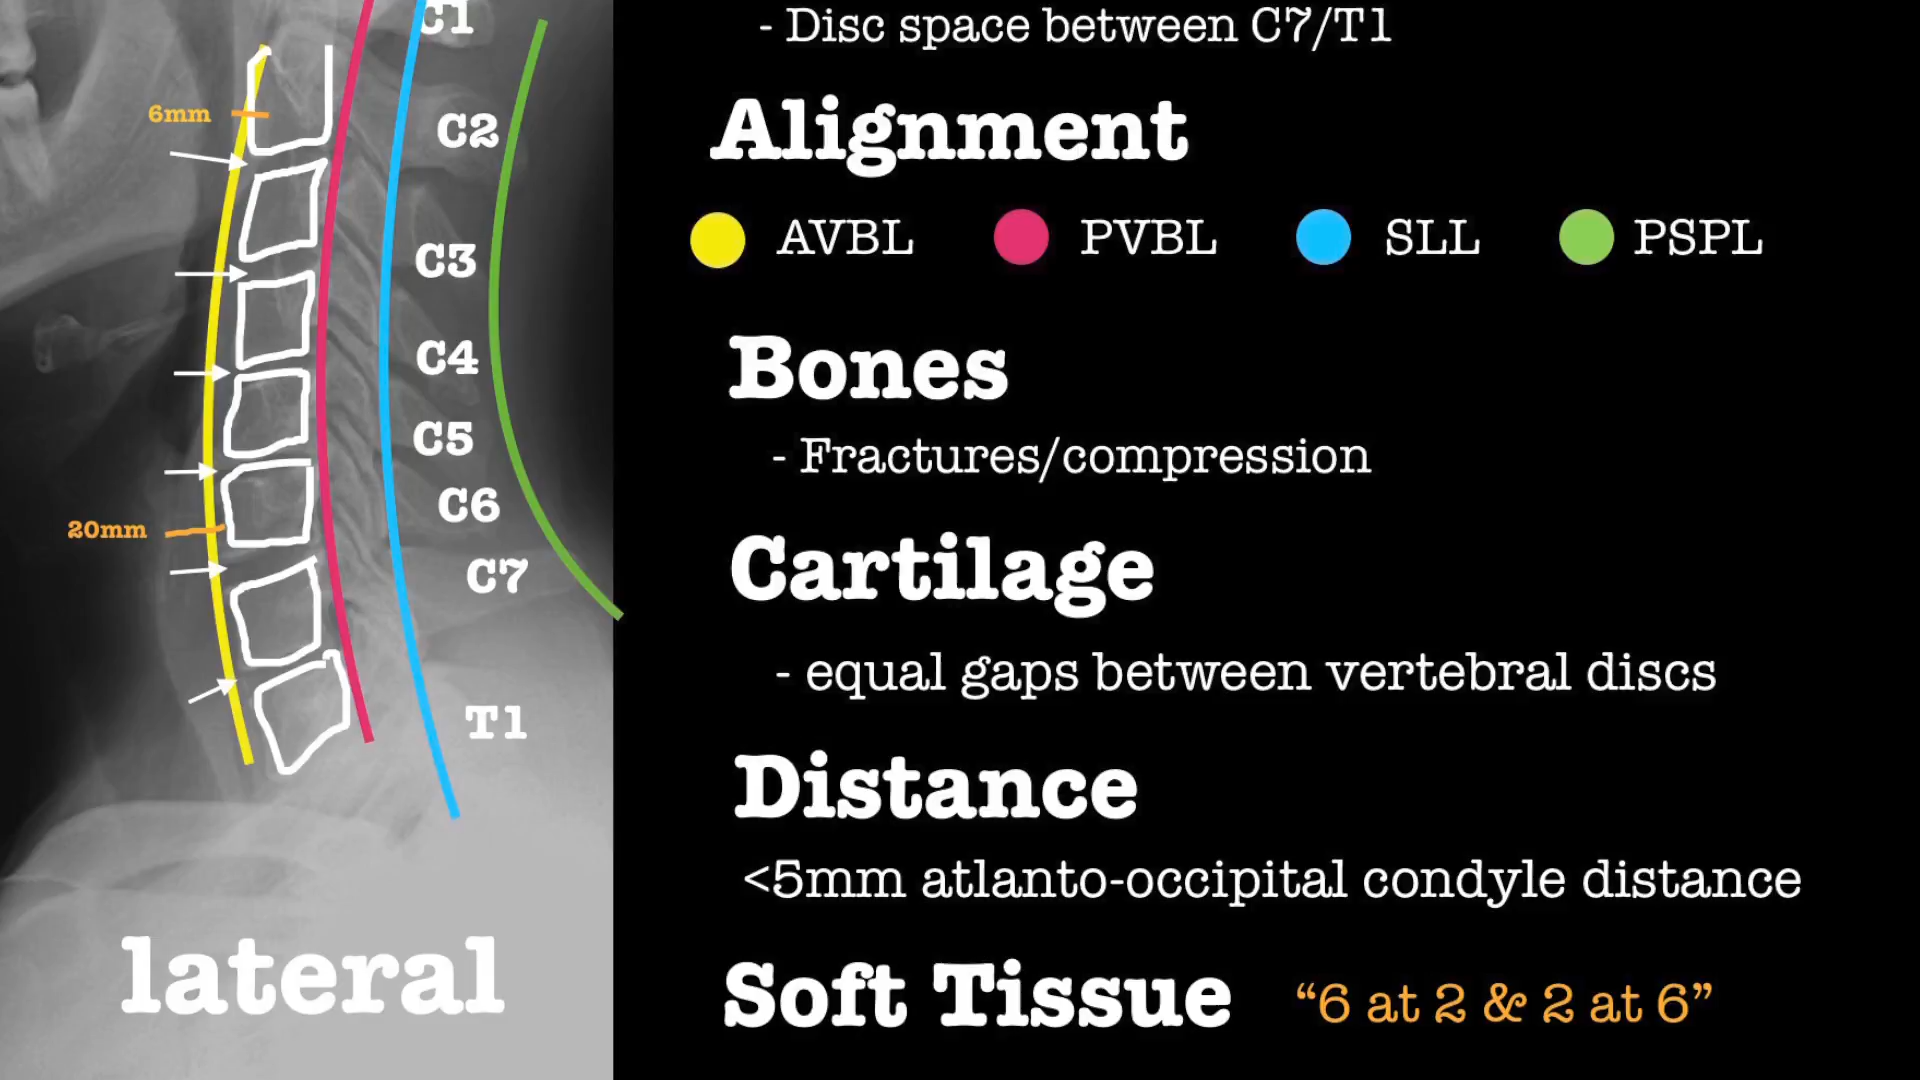 C1
C2
C3
C4
C5
C6
C7
T1
6mm
20mm
lateral
- Disc space between C7/T1
Alignment
AVBL PVBL SLL PSPL
Bones
- Fractures/compression
Cartilage
- equal gaps between vertebral discs
Distance
<5mm atlanto-occipital condyle distance
Soft Tissue “6 at 2 & 2 at 6”